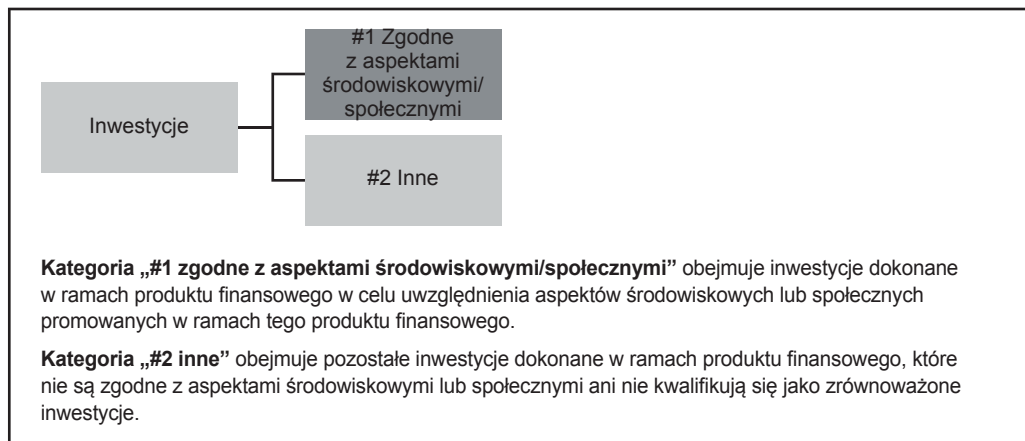 #1 Zgodne
z aspektami
środowiskowymi/
społecznymi
Inwestycje
#2 Inne
Kategoria „#1 zgodne z aspektami środowiskowymi/społecznymi” obejmuje inwestycje dokonane
w ramach produktu finansowego w celu uwzględnienia aspektów środowiskowych lub społecznych
promowanych w ramach tego produktu finansowego.
Kategoria „#2 inne” obejmuje pozostałe inwestycje dokonane w ramach produktu finansowego, które
nie są zgodne z aspektami środowiskowymi lub społecznymi ani nie kwalifikują się jako zrównoważone
inwestycje.